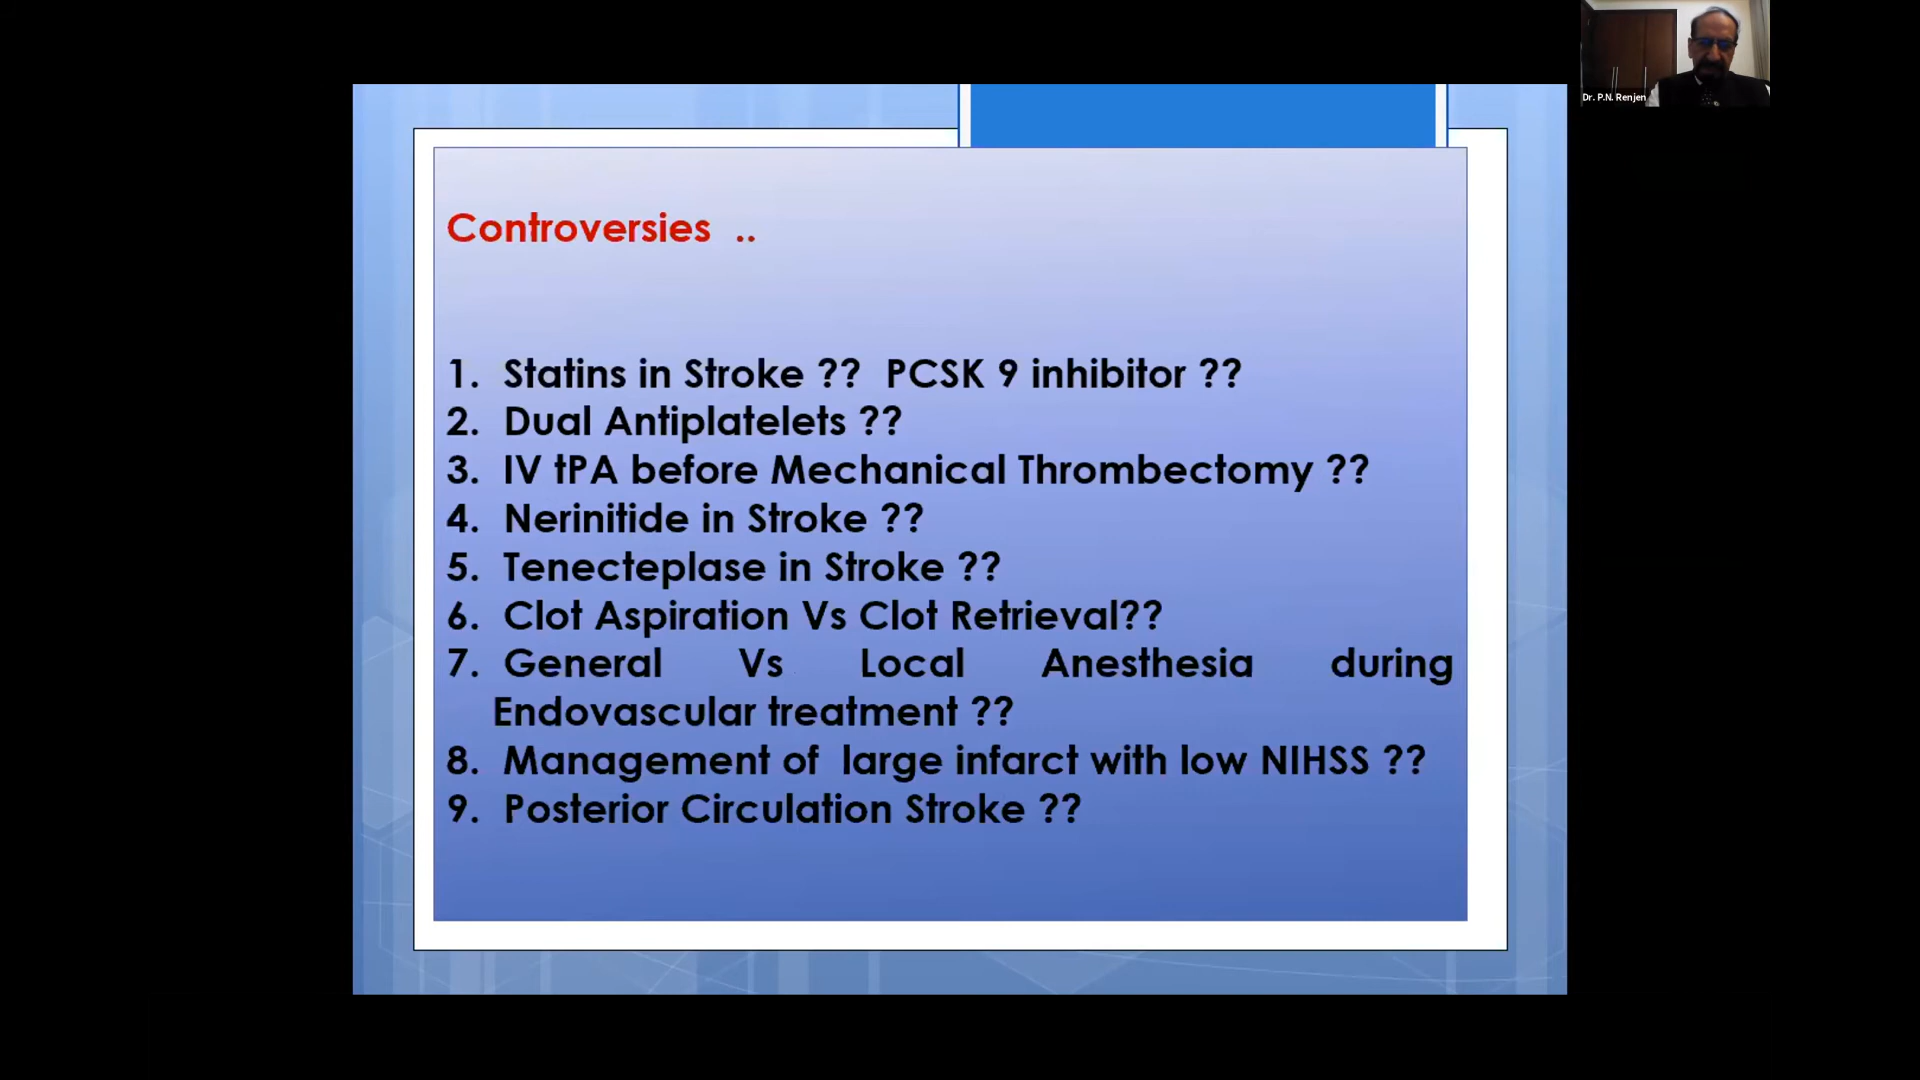 Dr. P.N. Renjen
Controversies ..
1. Statins in Stroke ?? PCSK 9 inhibitor ??
2. Dual Antiplatelets ??
3. IV tPA before Mechanical Thrombectomy ??
4. Nerinitide in Stroke ??
5. Tenecteplase in Stroke ??
6. Clot Aspiration Vs Clot Retrieval??
7. General Vs Local Anesthesia during
Endovascular treatment ??
8. Management of large infarct with low NIHSS ??
9. Posterior Circulation Stroke ??